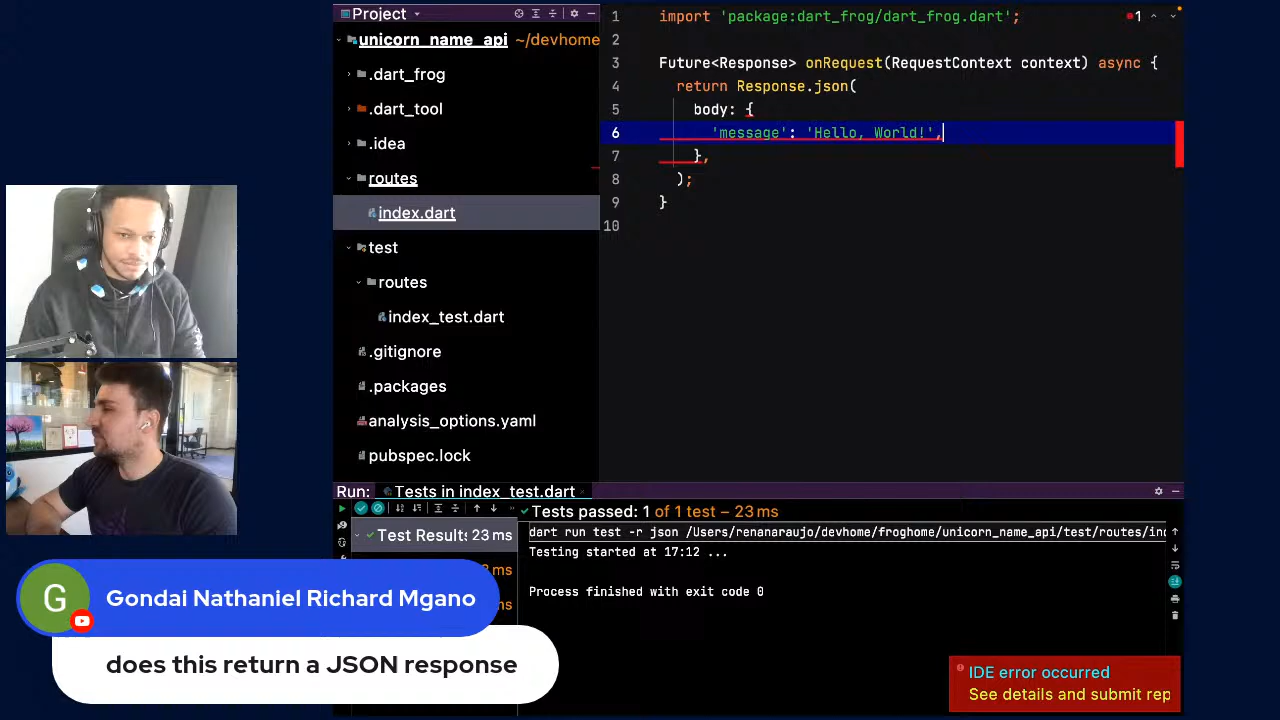 Project
unicorn_name_api ~/devhome
.dart_frog
.dart_tool
.idea
routes
index.dart
test
routes
index_test.dart
.gitignore
.packages
analysis_options.yaml
pubspec.lock
1 import 'package:dart_frog/dart_frog.dart';
1
2
3 Future<Response> onRequest(RequestContext context) async {
4 return Response.json(
5 body: {
6 'message': 'Hello, World!',
7 },
8 );
9 }
10
Run: Tests in index_test.dart
Tests passed: 1 of 1 test – 23 ms
Test Results 23 ms
dart run test -r json /Users/renanaraujo/devhome/froghome/unicorn_name_api/test/routes/in
Testing started at 17:12 ...
ms
ms
Process finished with exit code 0
G
Gondai Nathaniel Richard Mgano
does this return a JSON response
IDE error occurred
See details and submit rep